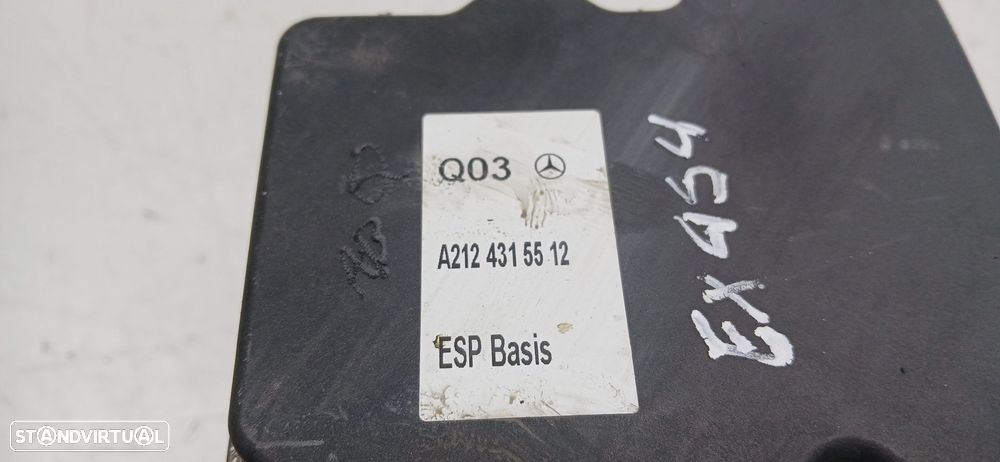 Q03
A212 431 55 12
ESP Basis
EX 454
STANDVIRTUAL